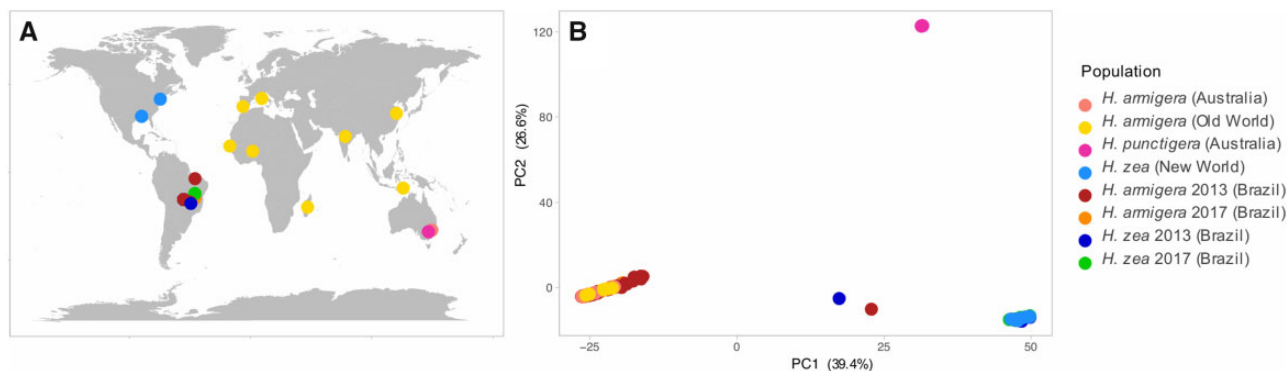 A
B
120
80
40
0
PC2 (26.6%)
−25
0
25
50
PC1 (39.4%)
Population
H. armigera (Australia)
H. armigera (Old World)
H. punctigera (Australia)
H. zea (New World)
H. armigera 2013 (Brazil)
H. armigera 2017 (Brazil)
H. zea 2013 (Brazil)
H. zea 2017 (Brazil)